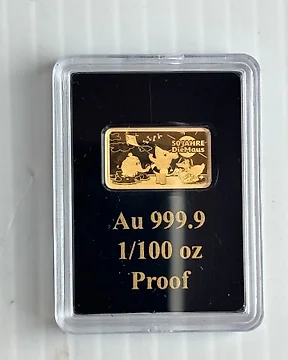 50 JAHRE
DieMaus
Au 999.9
1/100 oz
Proof